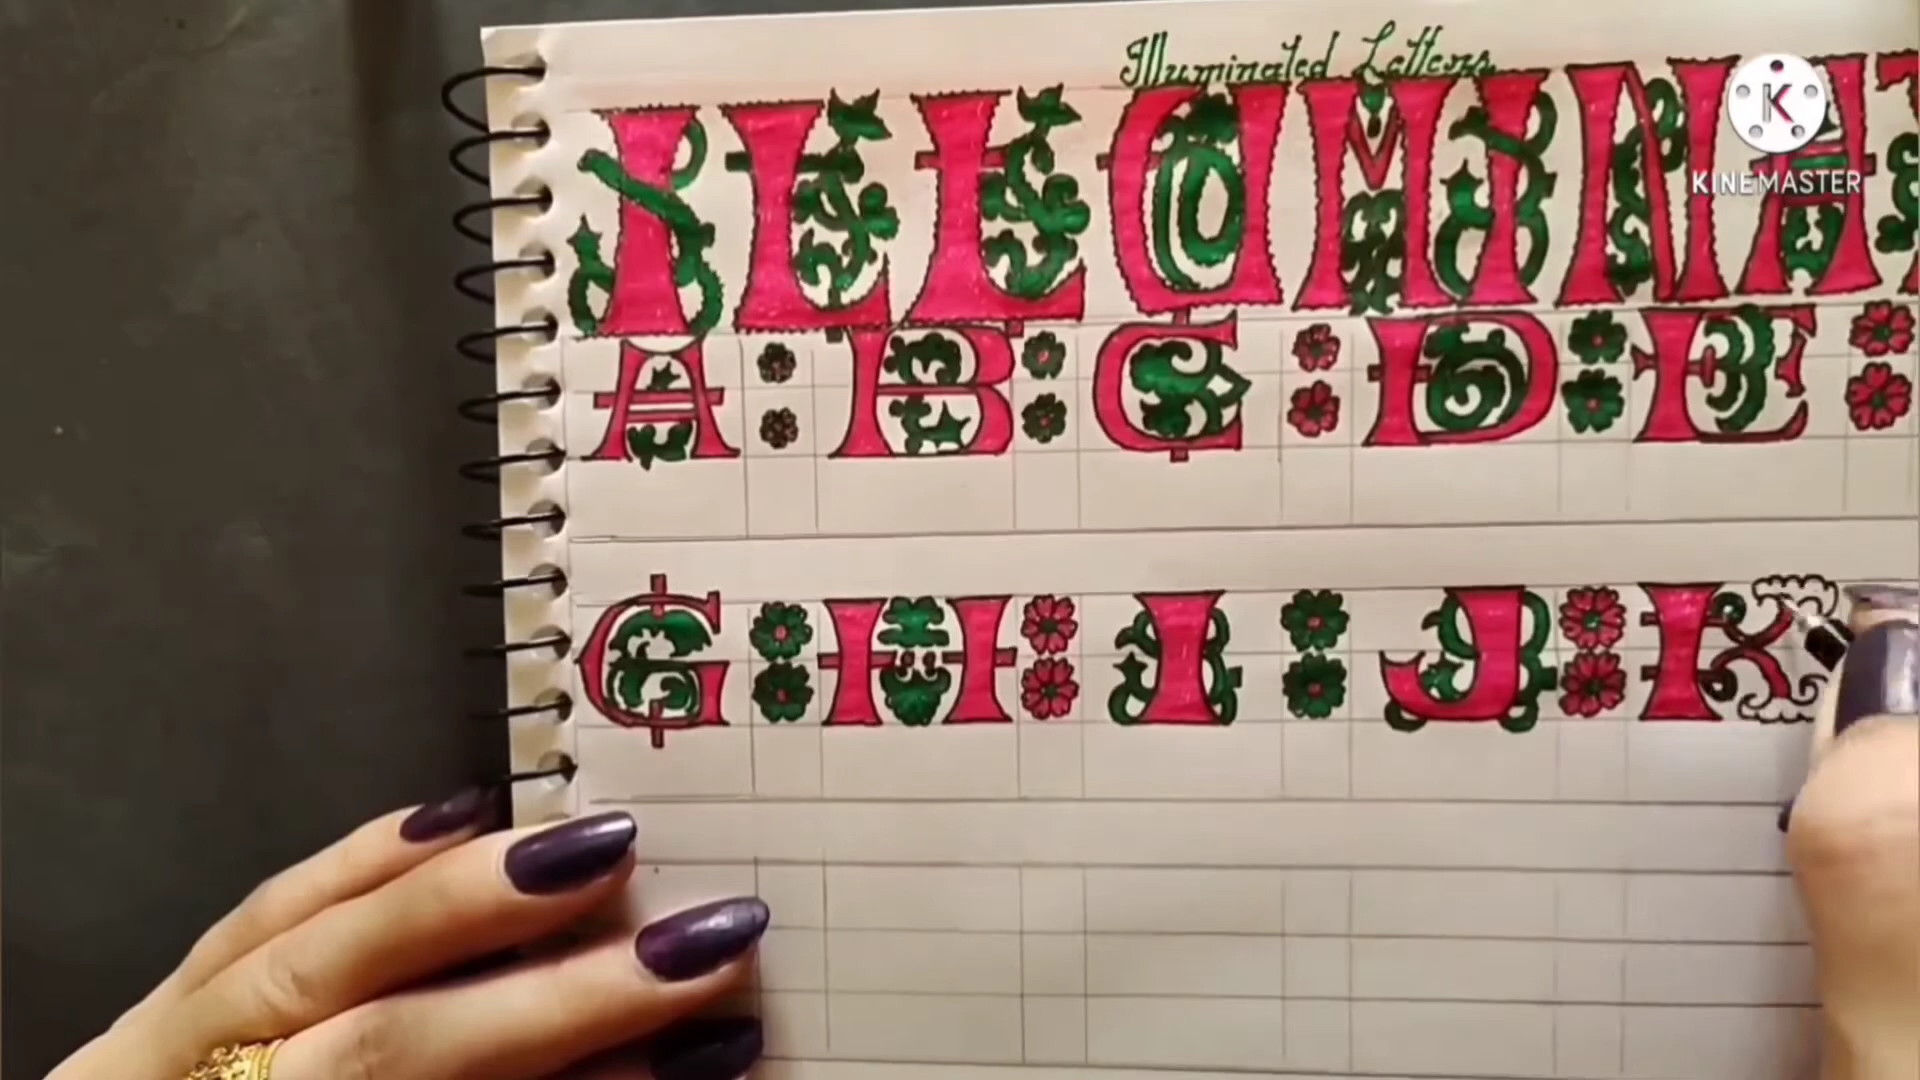 Illuminated Letters
ILLUMINAT
KINEMASTER
A B C D E
G H I J K